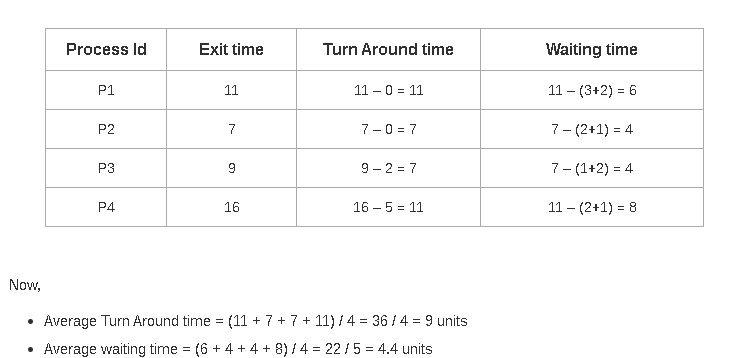 Process Id Exit time Turn Around time Waiting time
P1 11 11 – 0 = 11 11 – (3+2) = 6
P2 7 7 – 0 = 7 7 – (2+1) = 4
P3 9 9 – 2 = 7 7 – (1+2) = 4
P4 16 16 – 5 = 11 11 – (2+1) = 8
Now,
• Average Turn Around time = (11 + 7 + 7 + 11) / 4 = 36 / 4 = 9 units
• Average waiting time = (6 + 4 + 4 + 8) / 4 = 22 / 5 = 4.4 units